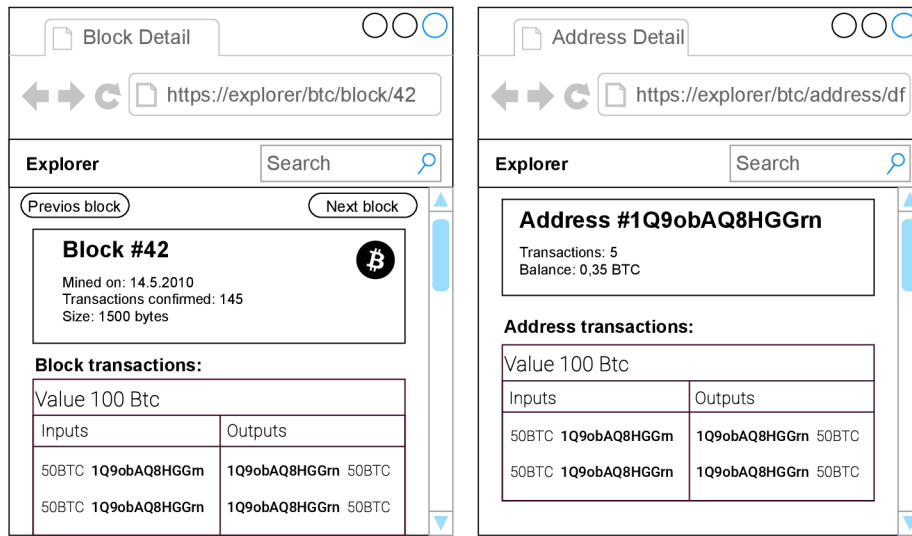 Block Detail
https://explorer/btc/block/42
Explorer
Search
Previos block
Next block
Block #42
Mined on: 14.5.2010
Transactions confirmed: 145
Size: 1500 bytes
Block transactions:
Value 100 Btc
Inputs
Outputs
50BTC 1Q9obAQ8HGGrn
1Q9obAQ8HGGrn 50BTC
50BTC 1Q9obAQ8HGGrn
1Q9obAQ8HGGrn 50BTC
Address Detail
https://explorer/btc/address/df
Explorer
Search
Address #1Q9obAQ8HGGrn
Transactions: 5
Balance: 0,35 BTC
Address transactions:
Value 100 Btc
Inputs
Outputs
50BTC 1Q9obAQ8HGGrn
1Q9obAQ8HGGrn 50BTC
50BTC 1Q9obAQ8HGGrn
1Q9obAQ8HGGrn 50BTC